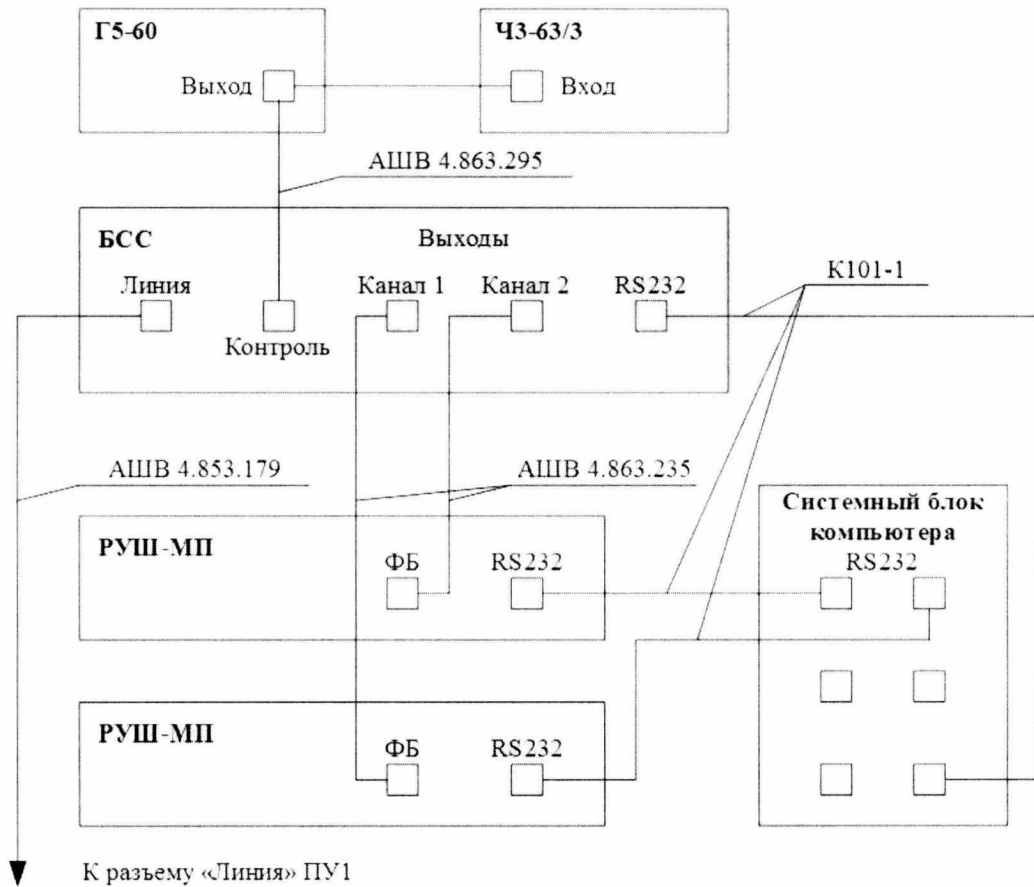 Г5-60
Ч3-63/3
Выход
Вход
АШВ 4.863.295
БСС
Выходы
К101-1
Линия
Канал 1
Канал 2
RS232
Контроль
АШВ 4.853.179
АШВ 4.863.235
Системный блок
компьютера
РУШ-МП
ФБ
RS232
RS232
РУШ-МП
ФБ
RS232
К разъему «Линия» ПУ1